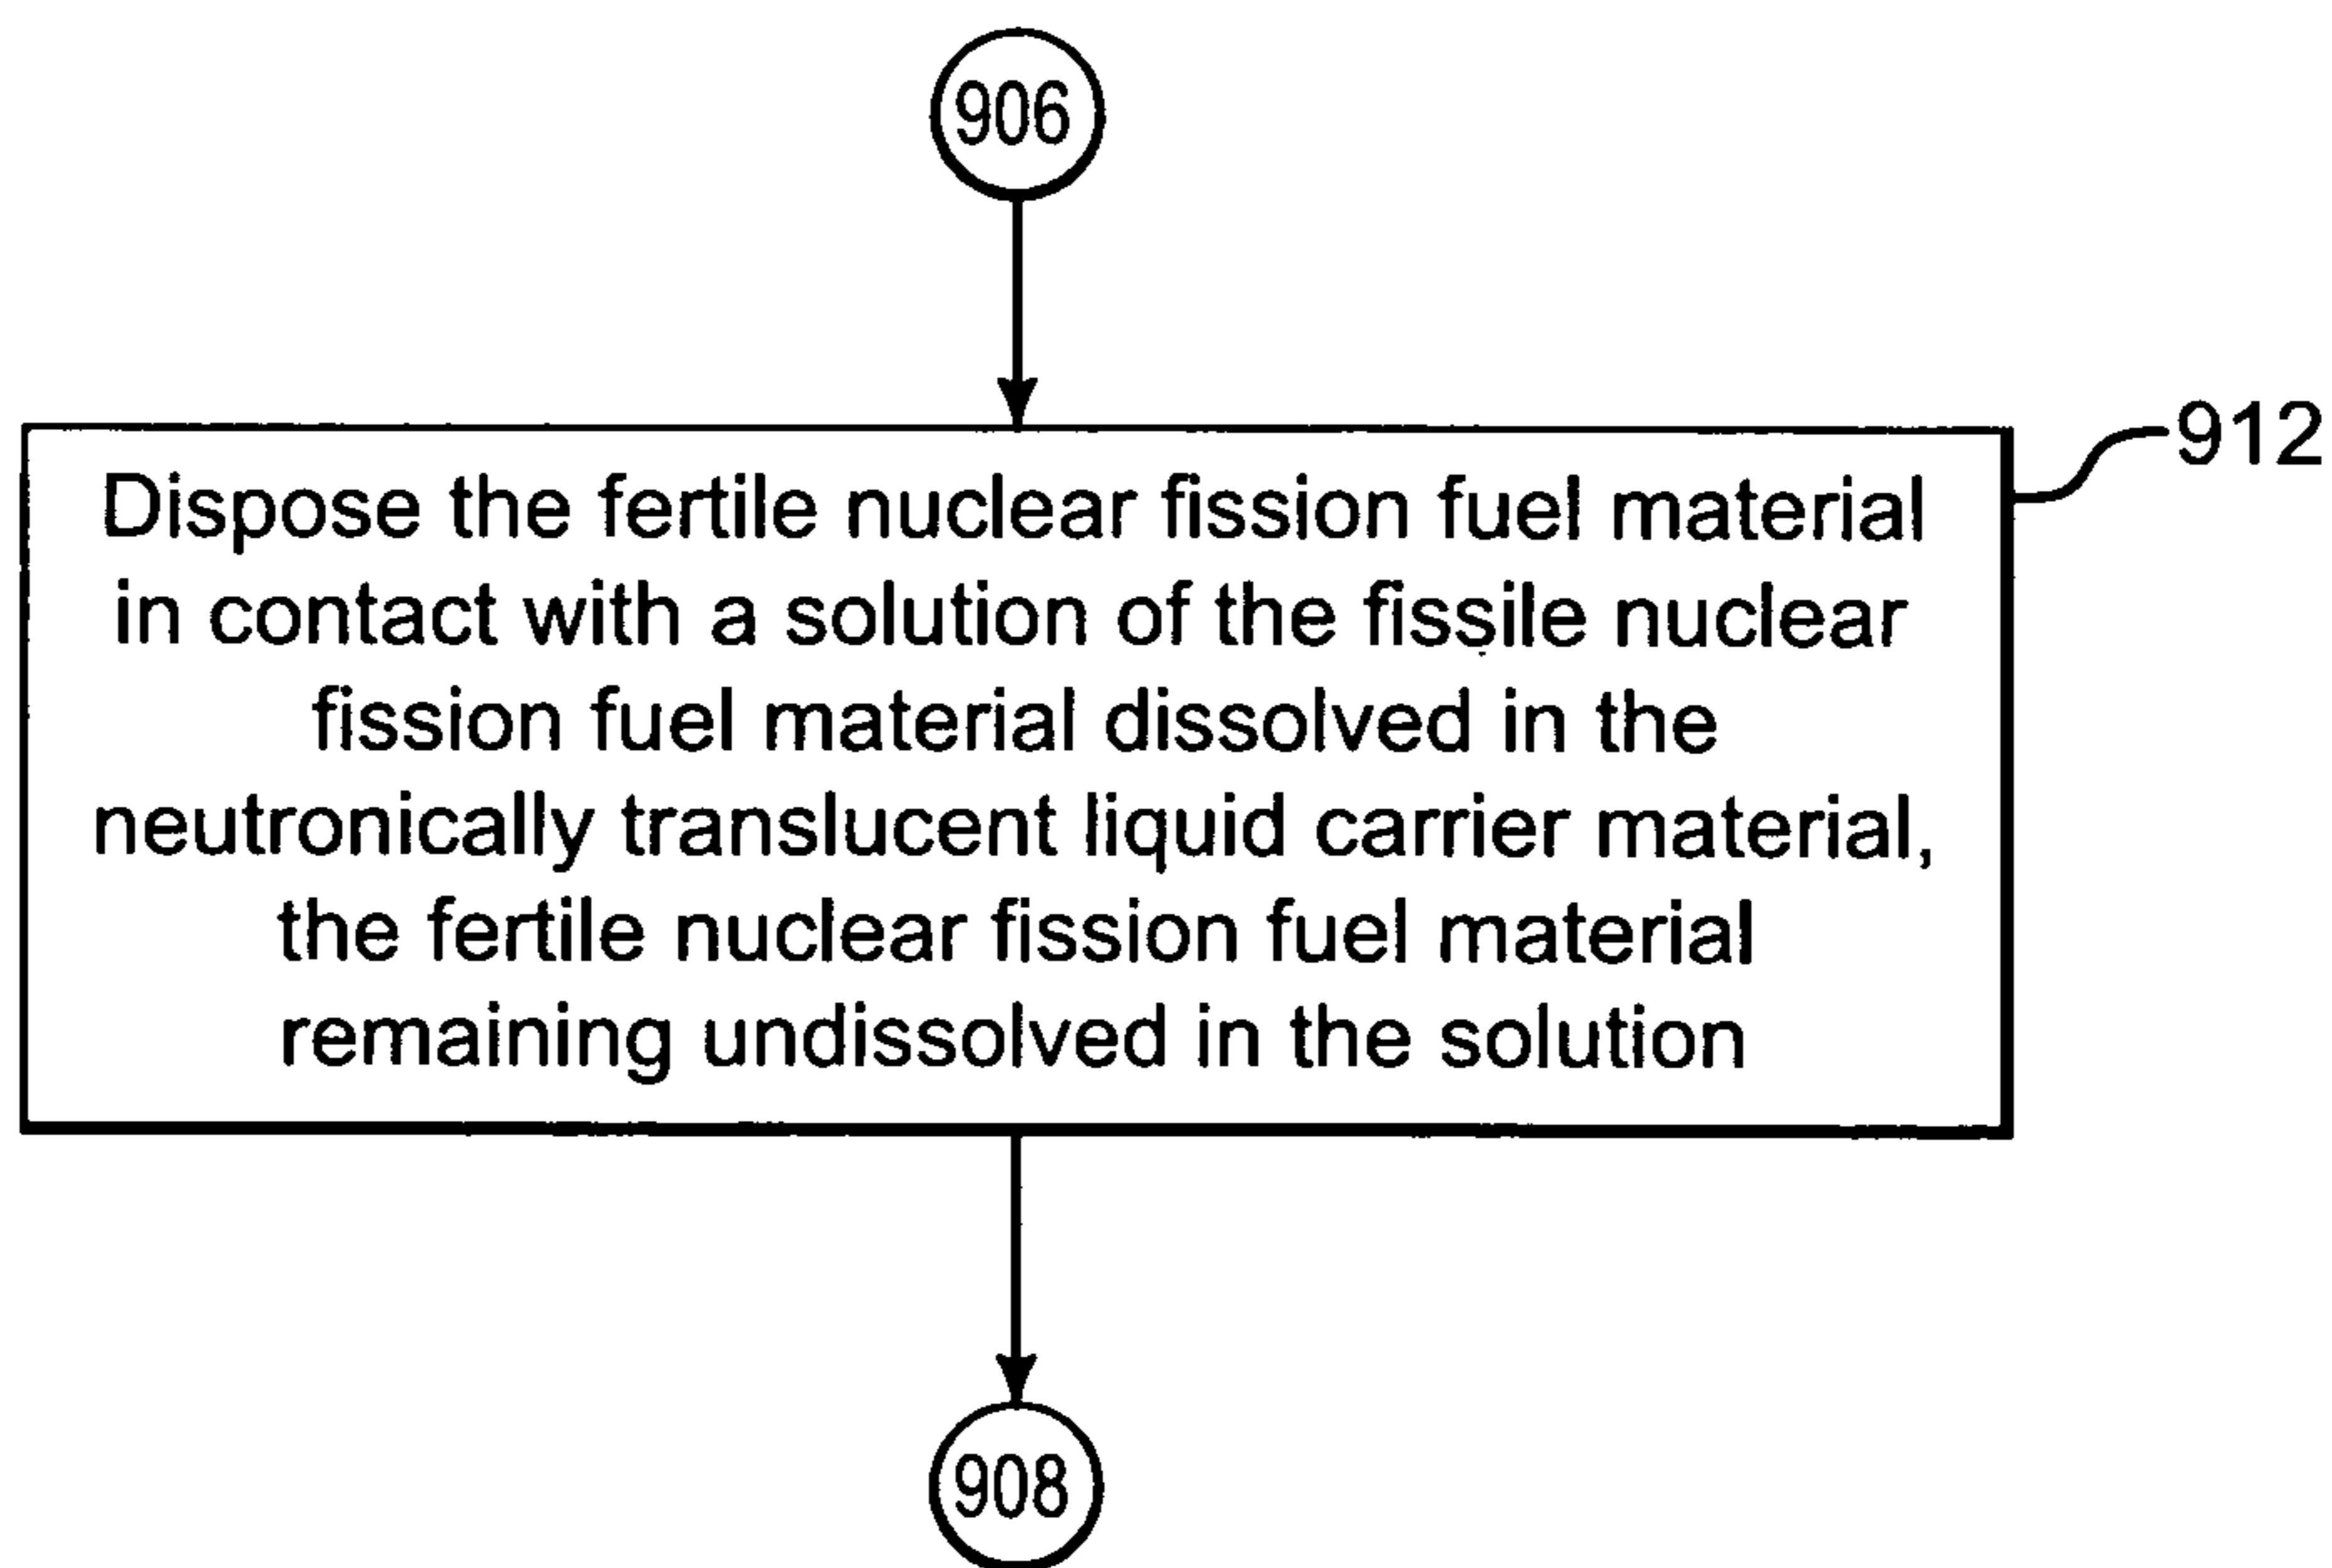 906
912
Dispose the fertile nuclear fission fuel material
in contact with a solution of the fissile nuclear
fission fuel material dissolved in the
neutronically translucent liquid carrier material,
the fertile nuclear fission fuel material
remaining undissolved in the solution
908